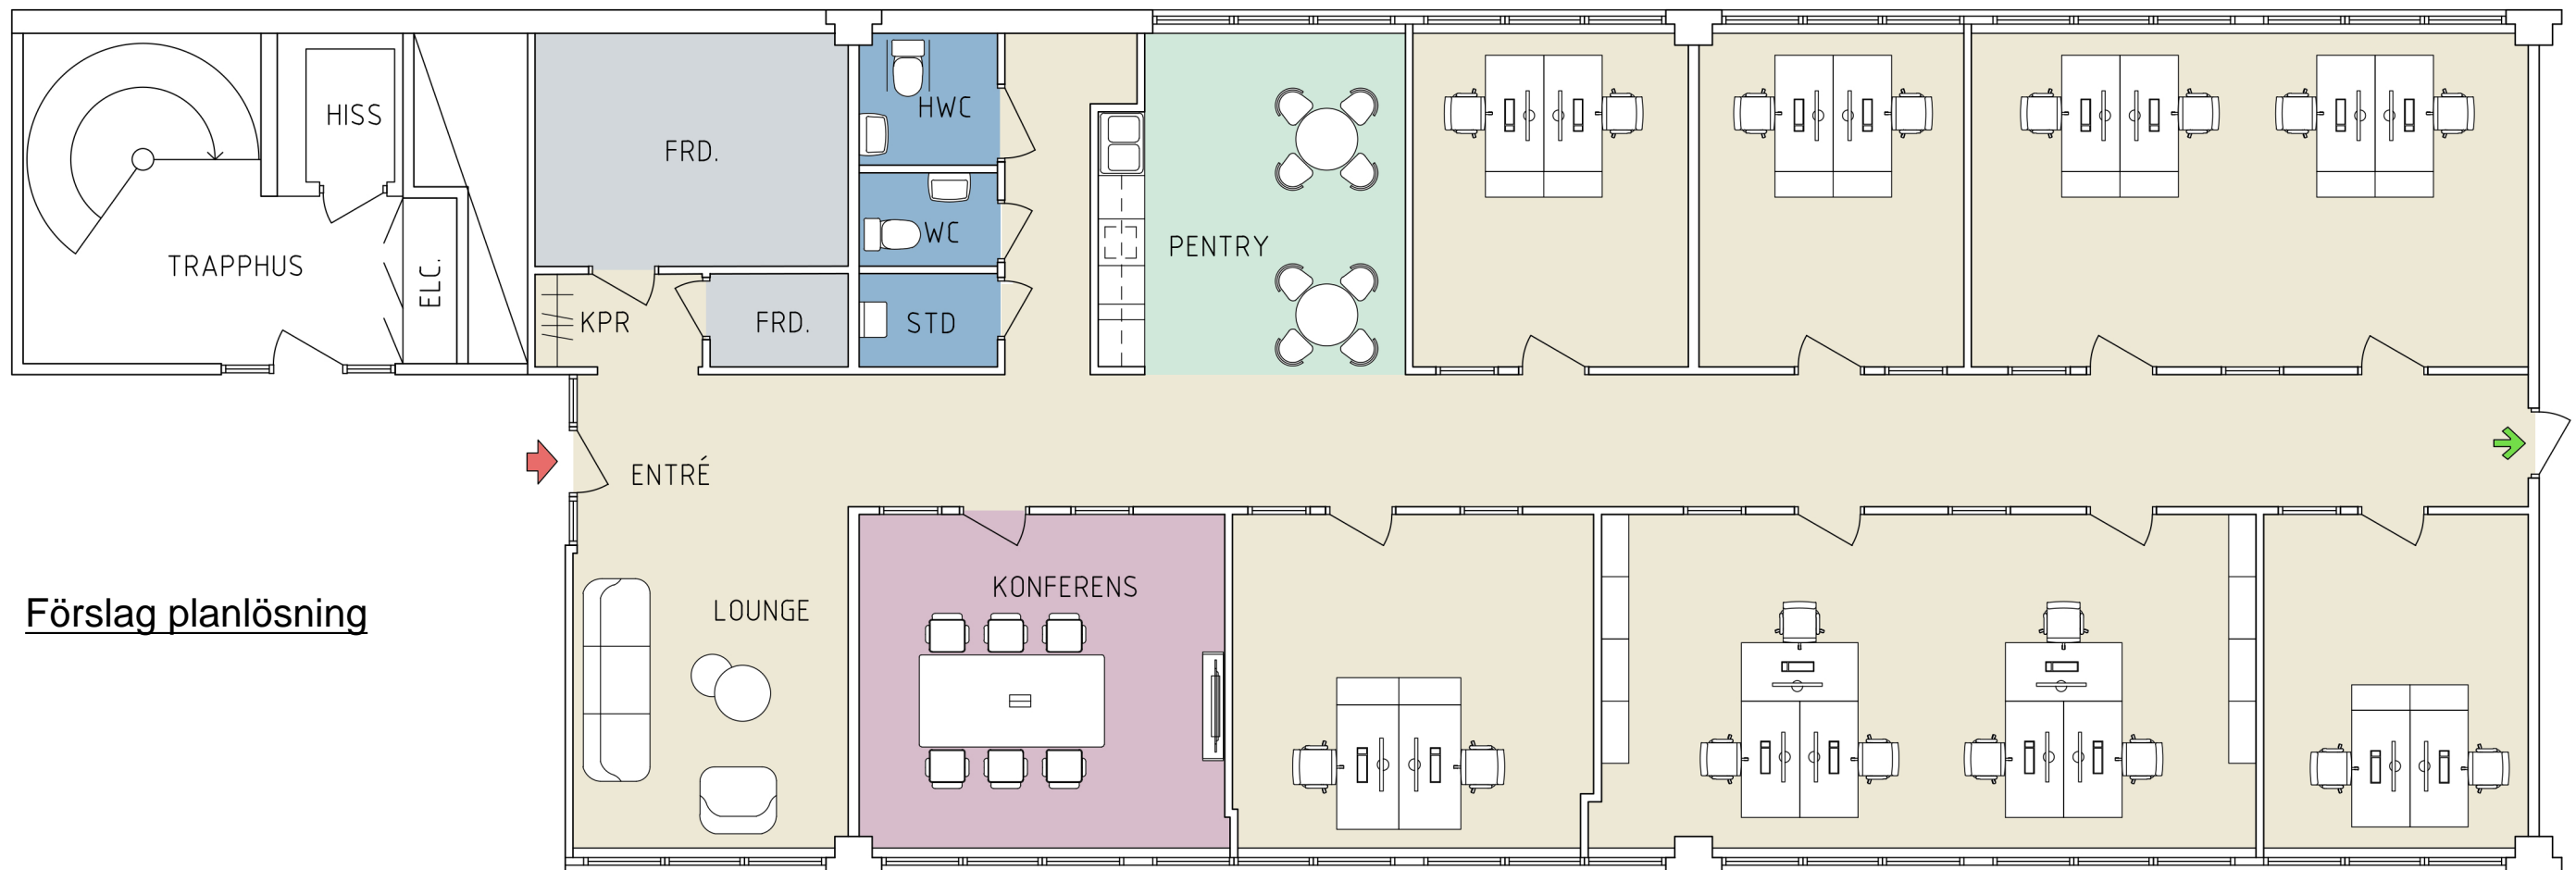 HISS
HWC
FRD.
WC
PENTRY
TRAPPHUS
ELC.
KPR
FRD.
STD
ENTRÉ
Förslag planlösning
LOUNGE
KONFERENS